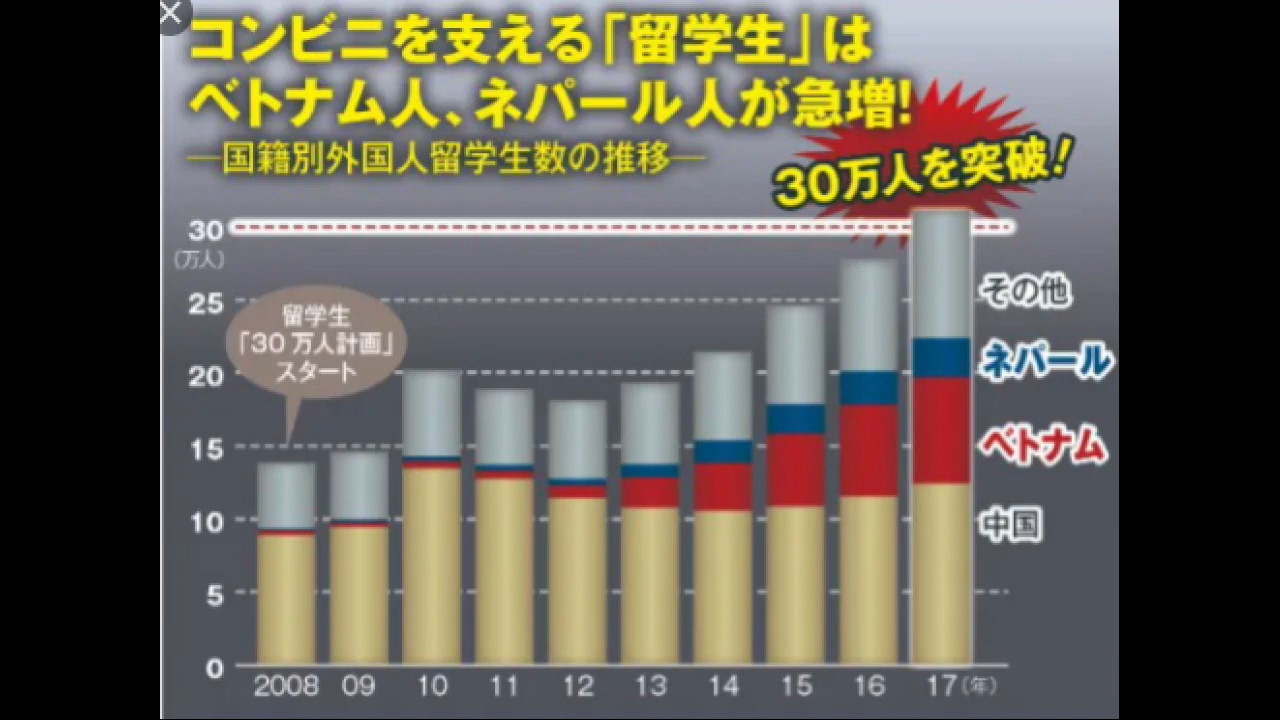 コンビニを支える「留学生」は
ベトナム人、ネパール人が急増!
―国籍別外国人留学生数の推移―
30万人を突破!
30
(万人)
25
20
15
10
5
0
留学生
「30万人計画」
スタート
その他
ネパール
ベトナム
中国
2008 09 10 11 12 13 14 15 16 17(年)